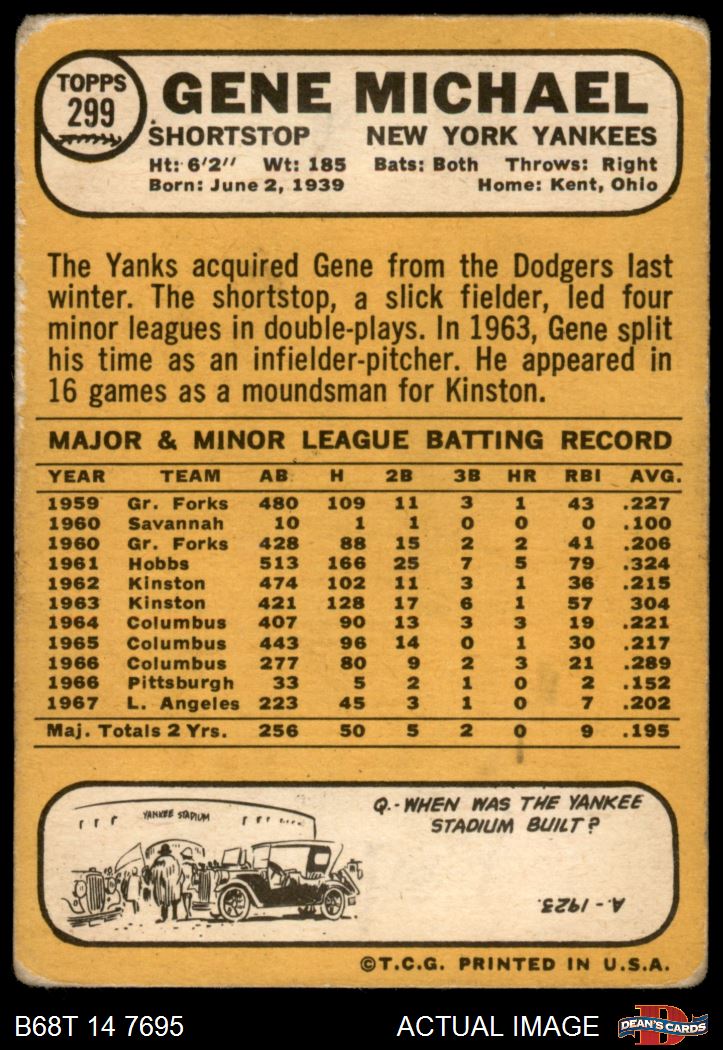 TOPPS
299
GENE MICHAEL
SHORTSTOP NEW YORK YANKEES
Ht: 6'2" Wt: 185 Bats: Both Throws: Right
Born: June 2, 1939 Home: Kent, Ohio
The Yanks acquired Gene from the Dodgers last
winter. The shortstop, a slick fielder, led four
minor leagues in double-plays. In 1963, Gene split
his time as an infielder-pitcher. He appeared in
16 games as a moundsman for Kinston.
MAJOR & MINOR LEAGUE BATTING RECORD
YEAR TEAM AB H 2B 3B HR RBI AVG.
1959 Gr. Forks 480 109 11 3 1 43 .227
1960 Savannah 10 1 1 0 0 0 .100
1960 Gr. Forks 428 88 15 2 2 41 .206
1961 Hobbs 513 166 25 7 5 79 .324
1962 Kinston 474 102 11 3 1 36 .215
1963 Kinston 421 128 17 6 1 57 304
1964 Columbus 407 90 13 3 3 19 .221
1965 Columbus 443 96 14 0 1 30 .217
1966 Columbus 277 80 9 2 3 21 .289
1966 Pittsburgh 33 5 2 1 0 2 .152
1967 L. Angeles 223 45 3 1 0 7 .202
Maj. Totals 2 Yrs. 256 50 5 2 0 9 .195
YANKEE STADIUM
Q.-WHEN WAS THE YANKEE
STADIUM BUILT?
A.-1923.
©T.C.G. PRINTED IN U.S.A.
B68T 14 7695 ACTUAL IMAGE DEAN'S CARDS